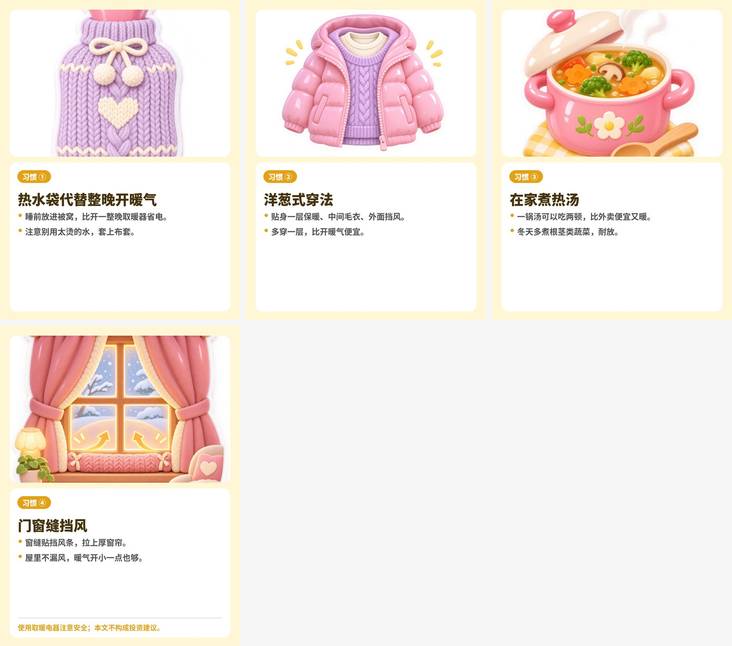 习惯 ①
热水袋代替整晚开暖气
睡前放进被窝，比开一整晚取暖器省电。
注意别用太烫的水，套上布套。
习惯 ②
洋葱式穿法
贴身一层保暖、中间毛衣、外面挡风。
多穿一层，比开暖气便宜。
习惯 ③
在家煮热汤
一锅汤可以吃两顿，比外卖便宜又暖。
冬天多煮根茎类蔬菜，耐放。
习惯 ④
门窗缝挡风
窗缝贴挡风条，拉上厚窗帘。
屋里不漏风，暖气开小一点也够。
使用取暖电器注意安全；本文不构成投资建议。